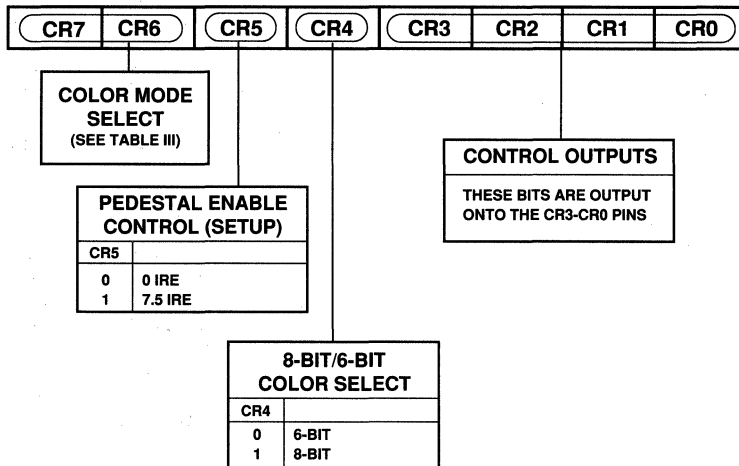 CR7 CR6 CR5 CR4 CR3 CR2 CR1 CR0
COLOR MODE
SELECT
(SEE TABLE III)
CONTROL OUTPUTS
THESE BITS ARE OUTPUT
ONTO THE CR3-CR0 PINS
PEDESTAL ENABLE
CONTROL (SETUP)
CR5
0 0 IRE
1 7.5 IRE
8-BIT/6-BIT
COLOR SELECT
CR4
0 6-BIT
1 8-BIT